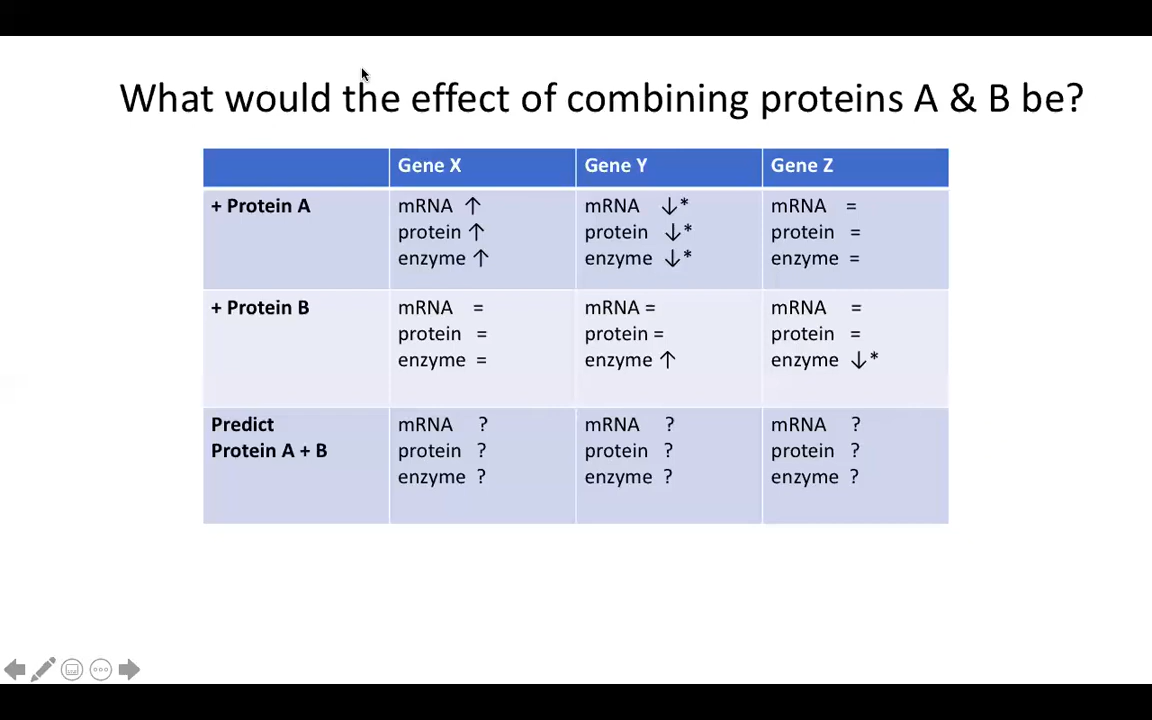 What would the effect of combining proteins A & B be?
Gene X Gene Y Gene Z
+ Protein A
mRNA ↑
protein ↑
enzyme ↑
mRNA ↓*
protein ↓*
enzyme ↓*
mRNA =
protein =
enzyme =
+ Protein B
mRNA =
protein =
enzyme =
mRNA =
protein =
enzyme ↑
mRNA =
protein =
enzyme ↓*
Predict
Protein A + B
mRNA ?
protein ?
enzyme ?
mRNA ?
protein ?
enzyme ?
mRNA ?
protein ?
enzyme ?